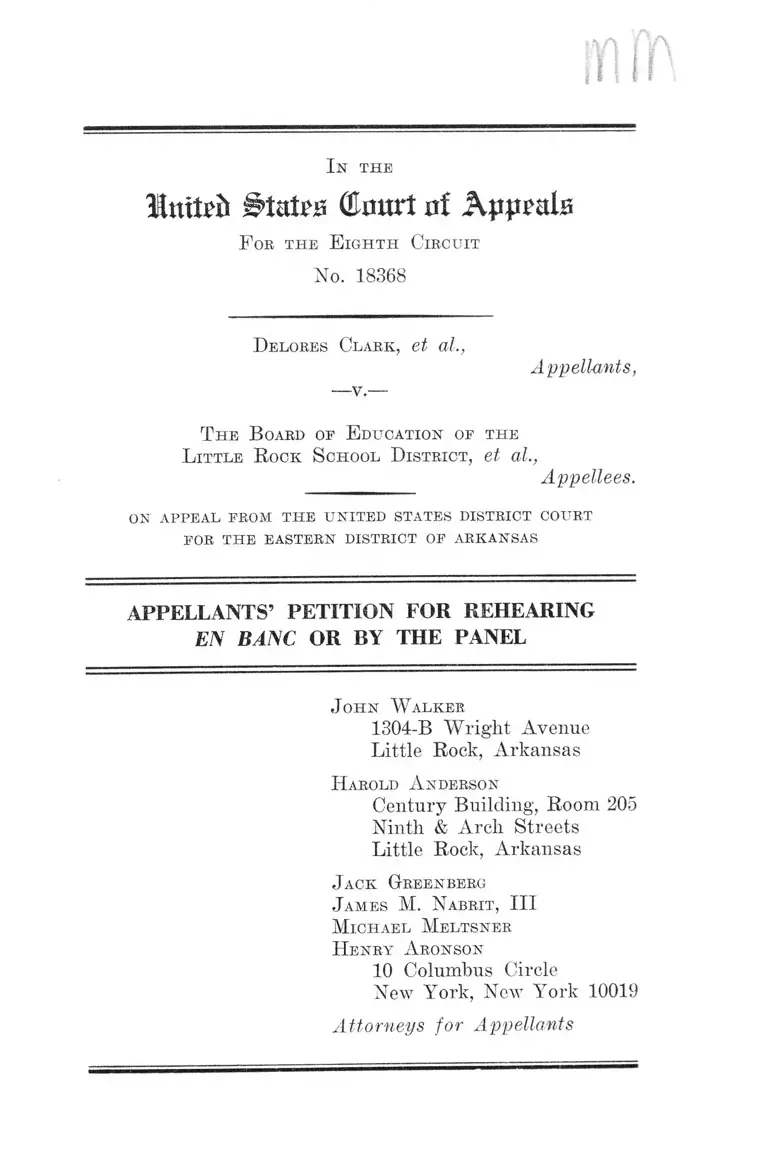 mm
IN THE
United States Court of Appeals
FOR THE EIGHTH CIRCUIT
No. 18368
DELORES CLARK, et al.,
Appellants,
—v.—
THE BOARD OF EDUCATION OF THE
LITTLE ROCK SCHOOL DISTRICT, et al.,
Appellees.
ON APPEAL FROM THE UNITED STATES DISTRICT COURT
FOR THE EASTERN DISTRICT OF ARKANSAS
APPELLANTS' PETITION FOR REHEARING
EN BANC OR BY THE PANEL
JOHN WALKER
1304-B Wright Avenue
Little Rock, Arkansas
HAROLD ANDERSON
Century Building, Room 205
Ninth & Arch Streets
Little Rock, Arkansas
JACK GREENBERG
JAMES M. NABRIT, III
MICHAEL MELTSNER
HENRY ARONSON
10 Columbus Circle
New York, New York 10019
Attorneys for Appellants